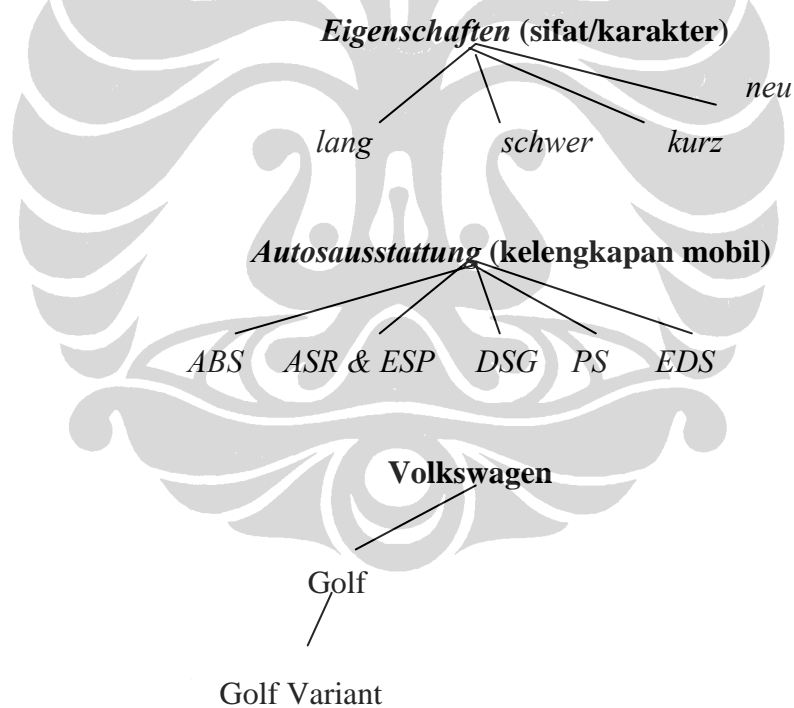 Eigenschaften (sifat/karakter)
neu
lang schwer kurz
Autosausstattung (kelengkapan mobil)
ABS ASR & ESP DSG PS EDS
Volkswagen
Golf
Golf Variant